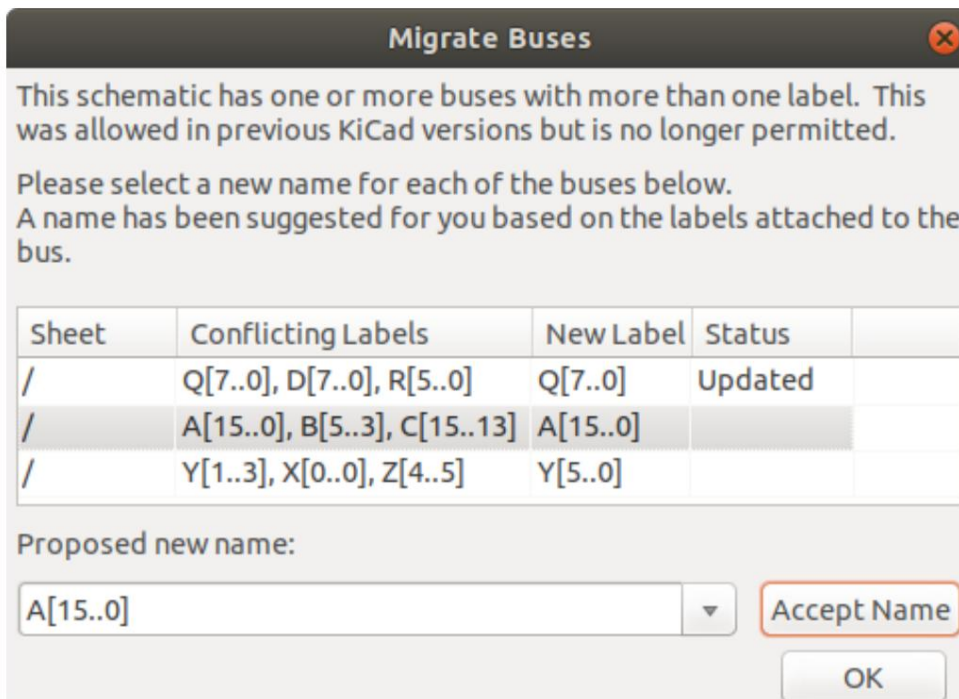 Migrate Buses
This schematic has one or more buses with more than one label. This
was allowed in previous KiCad versions but is no longer permitted.
Please select a new name for each of the buses below.
A name has been suggested for you based on the labels attached to the
bus.
Sheet Conflicting Labels New Label Status
/ Q[7..0], D[7..0], R[5..0] Q[7..0] Updated
/ A[15..0], B[5..3], C[15..13] A[15..0]
/ Y[1..3], X[0..0], Z[4..5] Y[5..0]
Proposed new name:
A[15..0] Accept Name
OK